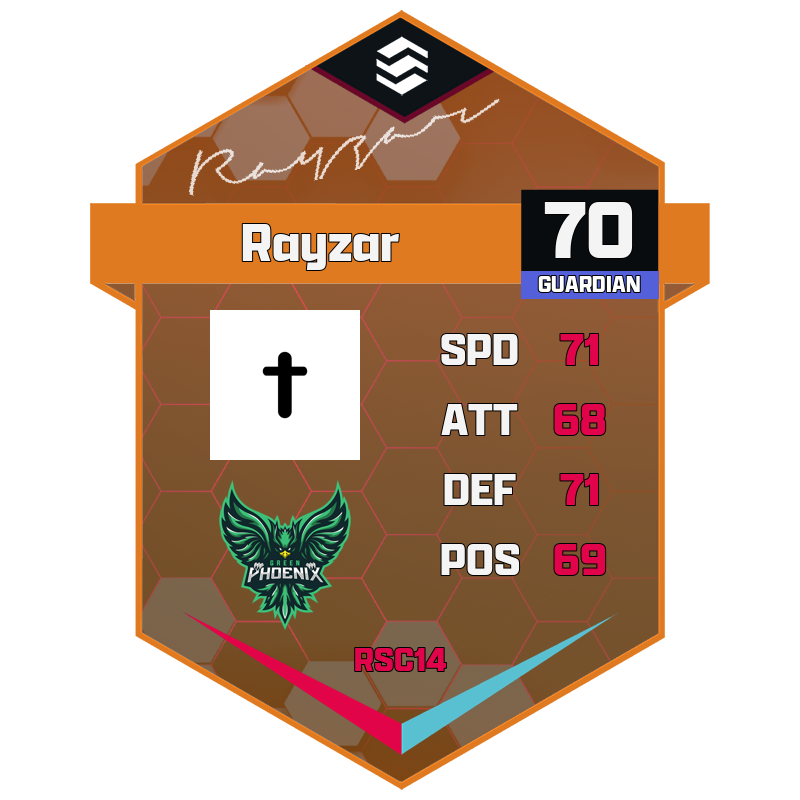 Rayzar
Rayzar
70
GUARDIAN
SPD 71
ATT 68
DEF 71
POS 69
GREEN
PHOENIX
RSC14